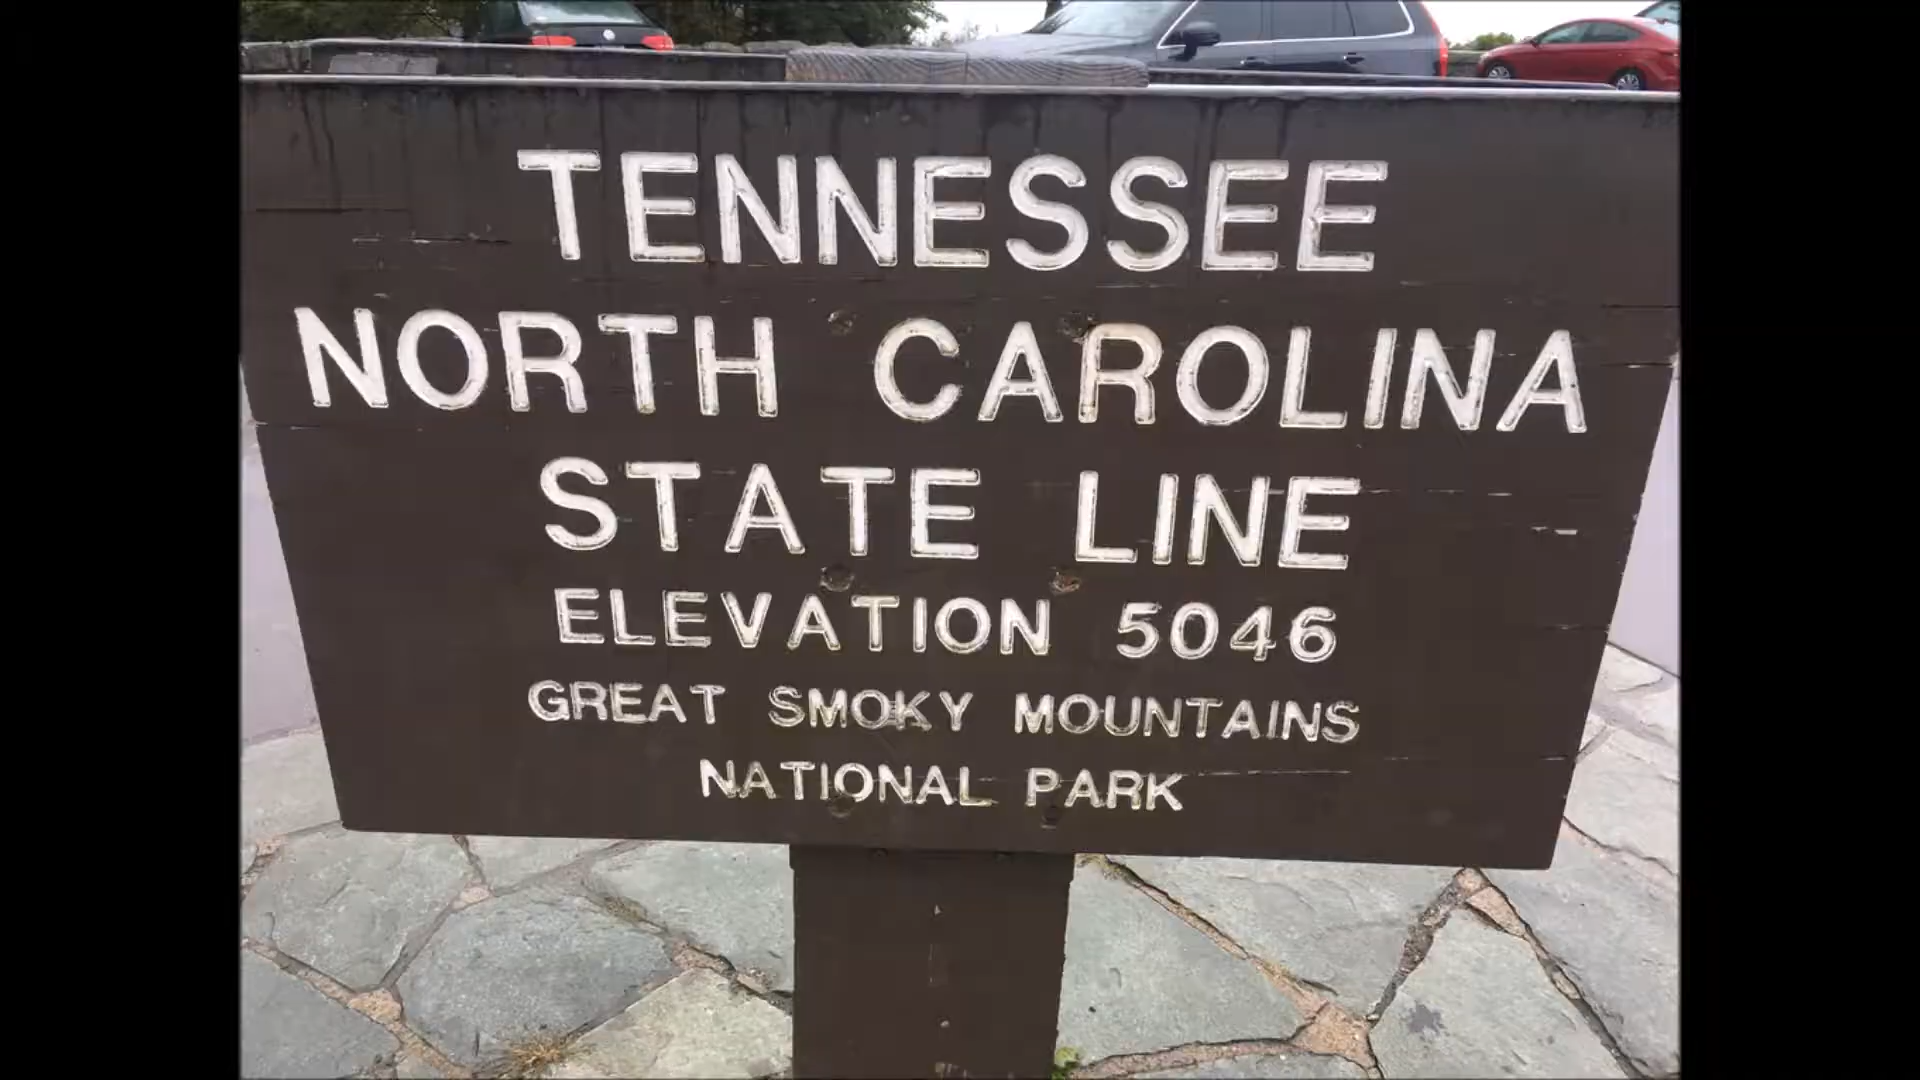 TENNESSEE
NORTH CAROLINA
STATE LINE
ELEVATION 5046
GREAT SMOKY MOUNTAINS
NATIONAL PARK